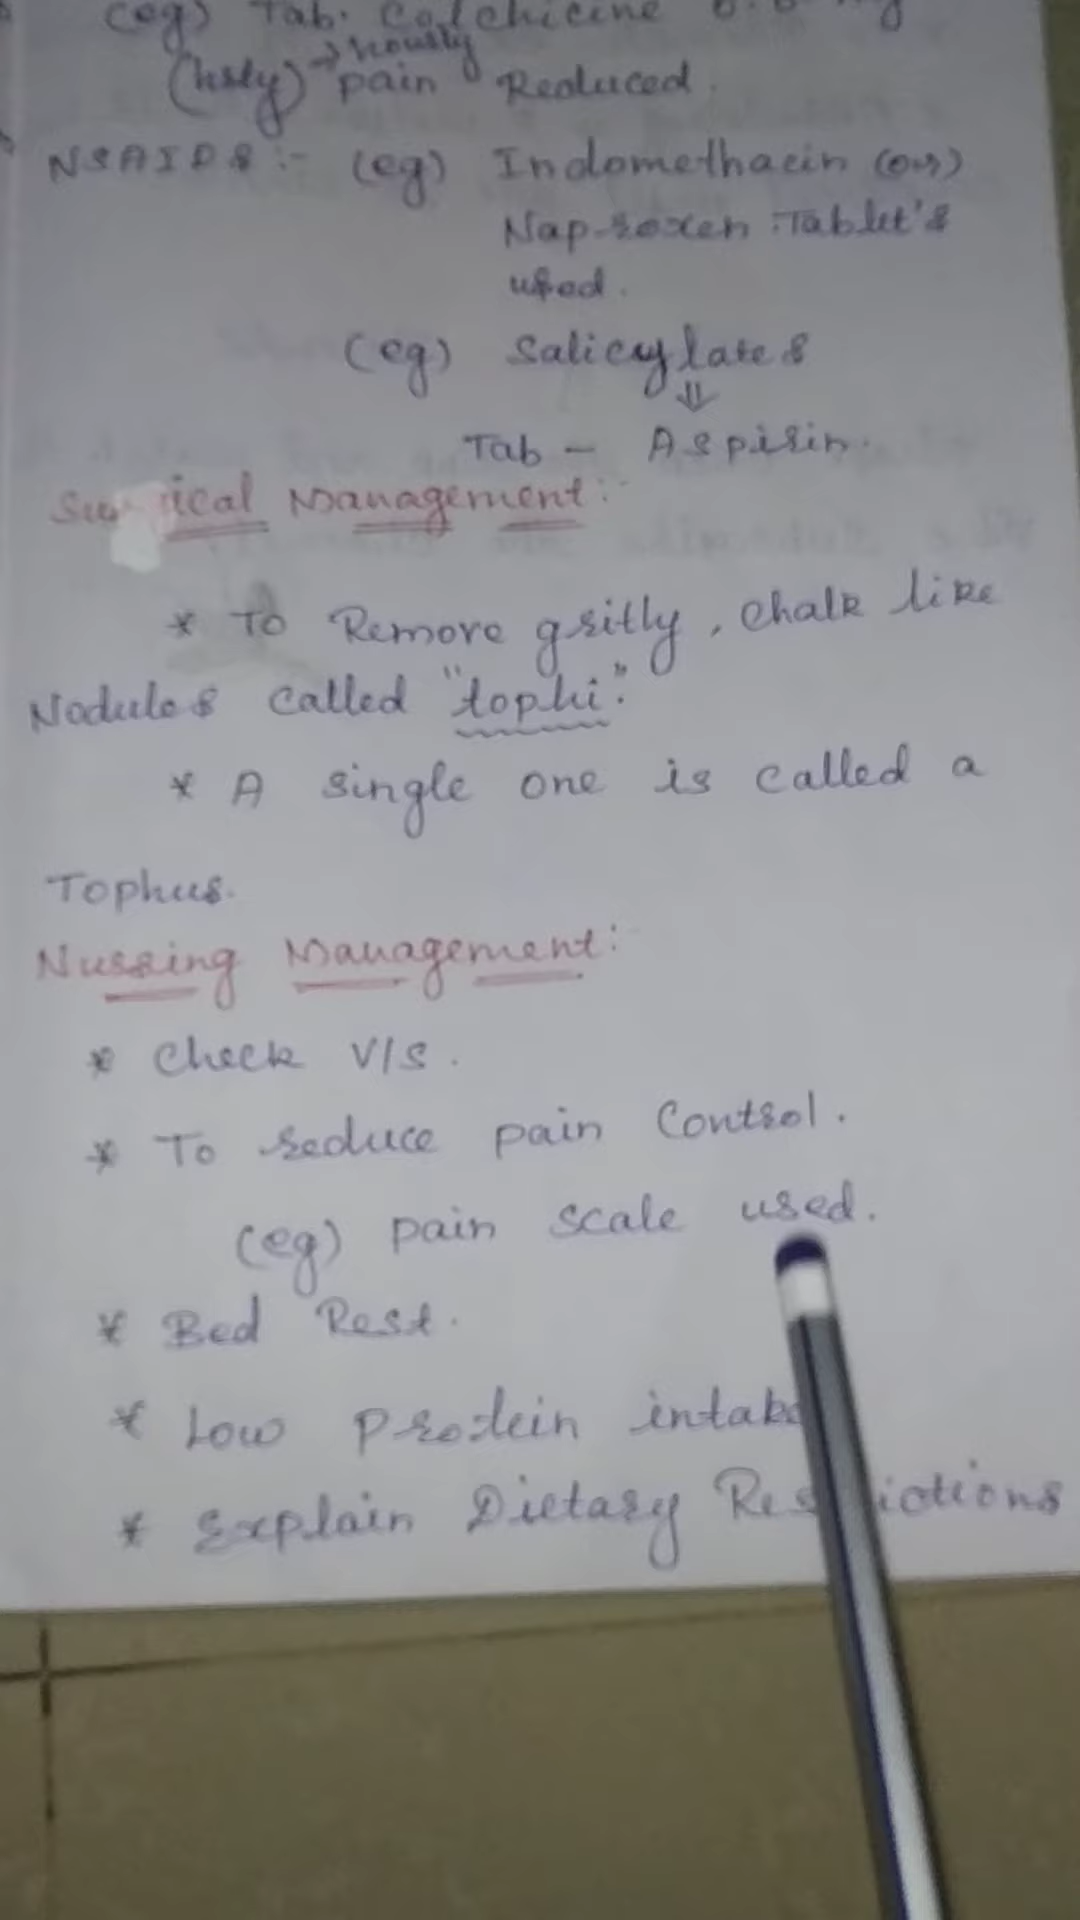 (eg) Tab. Colchicine
→ hously
(hsly) pain Reduced.
NSAIDS :- (eg) Indomethacin (or)
Nap-roxen Tablet's
used.
(eg) Salicylates
⇓
Tab - Aspirin.
Management:
* To Remove gritty, chalk like
Nodules called "tophi".
* A single one is called a
Tophus.
Nursing Management:
* Check V/S.
* To reduce pain Control.
(eg) pain scale used.
* Bed Rest.
* Low Protein
* Explain Dietary